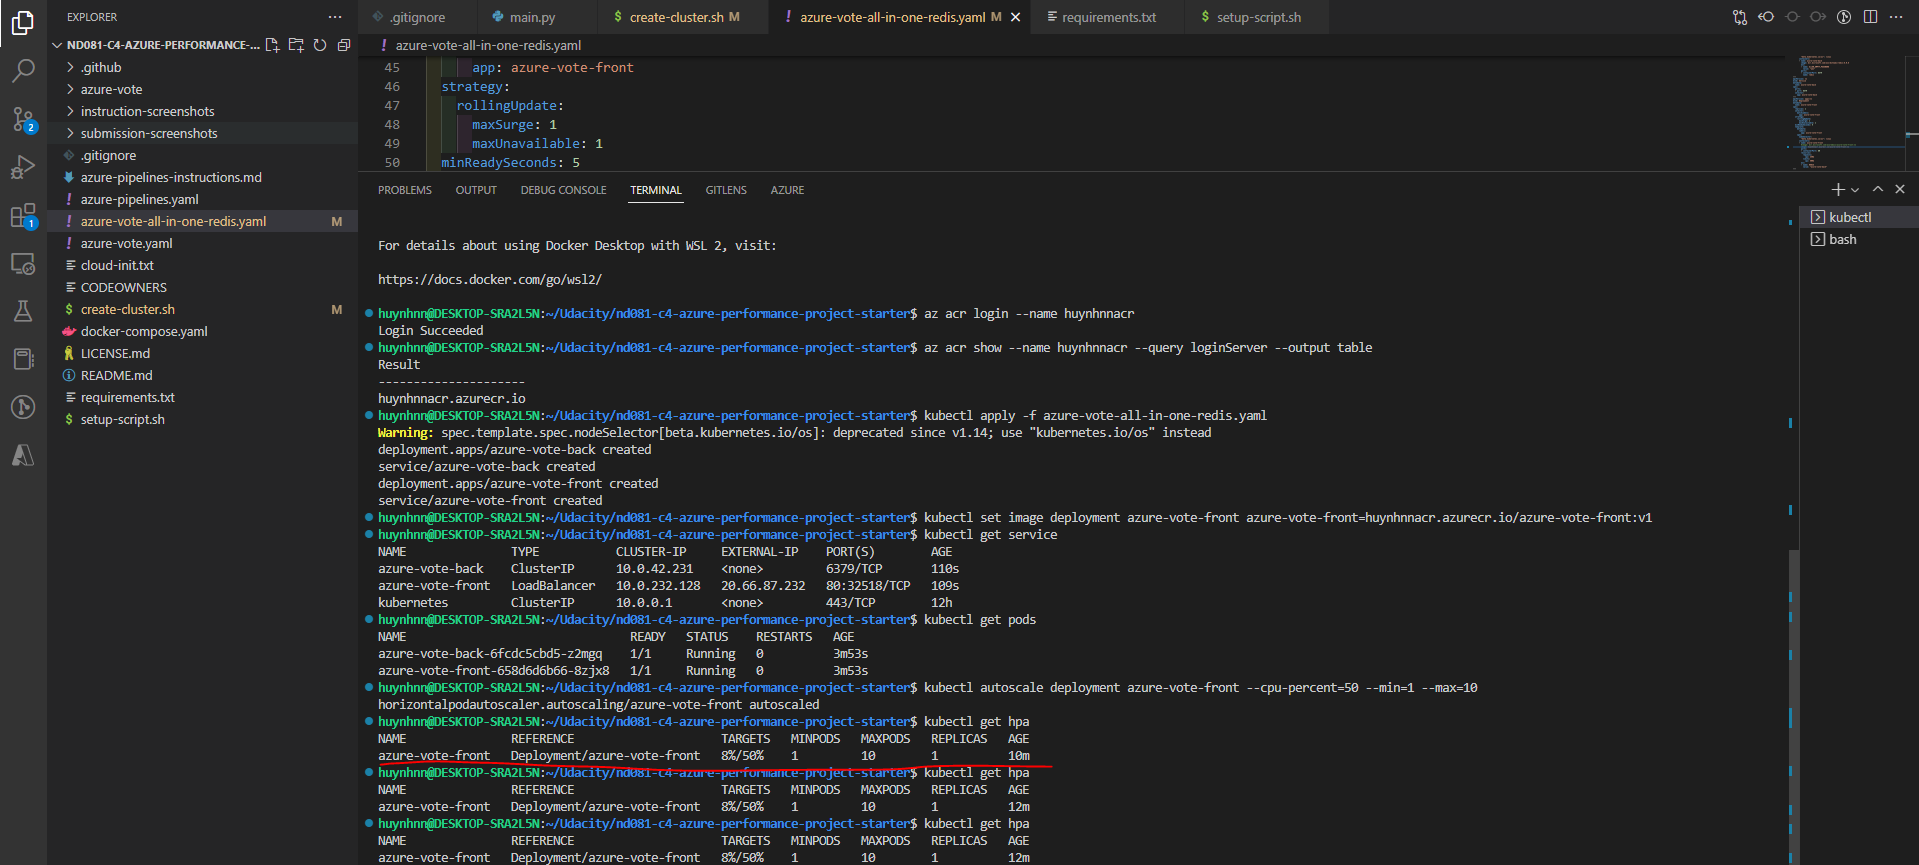 EXPLORER
ND081-C4-AZURE-PERFORMANCE-...
.github
azure-vote
instruction-screenshots
submission-screenshots
.gitignore
azure-pipelines-instructions.md
azure-pipelines.yaml
azure-vote-all-in-one-redis.yaml M
azure-vote.yaml
cloud-init.txt
CODEOWNERS
create-cluster.sh M
docker-compose.yaml
LICENSE.md
README.md
requirements.txt
setup-script.sh
2
1
.gitignore main.py create-cluster.sh M azure-vote-all-in-one-redis.yaml M requirements.txt setup-script.sh
azure-vote-all-in-one-redis.yaml
45 app: azure-vote-front
46 strategy:
47 rollingUpdate:
48 maxSurge: 1
49 maxUnavailable: 1
50 minReadySeconds: 5
PROBLEMS OUTPUT DEBUG CONSOLE TERMINAL GITLENS AZURE
kubectl
bash
For details about using Docker Desktop with WSL 2, visit:
https://docs.docker.com/go/wsl2/
huynhnn@DESKTOP-SRA2L5N:~/Udacity/nd081-c4-azure-performance-project-starter$ az acr login --name huynhnnacr
Login Succeeded
huynhnn@DESKTOP-SRA2L5N:~/Udacity/nd081-c4-azure-performance-project-starter$ az acr show --name huynhnnacr --query loginServer --output table
Result
---------------------
huynhnnacr.azurecr.io
huynhnn@DESKTOP-SRA2L5N:~/Udacity/nd081-c4-azure-performance-project-starter$ kubectl apply -f azure-vote-all-in-one-redis.yaml
Warning: spec.template.spec.nodeSelector[beta.kubernetes.io/os]: deprecated since v1.14; use "kubernetes.io/os" instead
deployment.apps/azure-vote-back created
service/azure-vote-back created
deployment.apps/azure-vote-front created
service/azure-vote-front created
huynhnn@DESKTOP-SRA2L5N:~/Udacity/nd081-c4-azure-performance-project-starter$ kubectl set image deployment azure-vote-front azure-vote-front=huynhnnacr.azurecr.io/azure-vote-front:v1
huynhnn@DESKTOP-SRA2L5N:~/Udacity/nd081-c4-azure-performance-project-starter$ kubectl get service
NAME TYPE CLUSTER-IP EXTERNAL-IP PORT(S) AGE
azure-vote-back ClusterIP 10.0.42.231 <none> 6379/TCP 110s
azure-vote-front LoadBalancer 10.0.232.128 20.66.87.232 80:32518/TCP 109s
kubernetes ClusterIP 10.0.0.1 <none> 443/TCP 12h
huynhnn@DESKTOP-SRA2L5N:~/Udacity/nd081-c4-azure-performance-project-starter$ kubectl get pods
NAME READY STATUS RESTARTS AGE
azure-vote-back-6fcdc5cbd5-z2mgq 1/1 Running 0 3m53s
azure-vote-front-658d6d6b66-8zjx8 1/1 Running 0 3m53s
huynhnn@DESKTOP-SRA2L5N:~/Udacity/nd081-c4-azure-performance-project-starter$ kubectl autoscale deployment azure-vote-front --cpu-percent=50 --min=1 --max=10
horizontalpodautoscaler.autoscaling/azure-vote-front autoscaled
huynhnn@DESKTOP-SRA2L5N:~/Udacity/nd081-c4-azure-performance-project-starter$ kubectl get hpa
NAME REFERENCE TARGETS MINPODS MAXPODS REPLICAS AGE
azure-vote-front Deployment/azure-vote-front 8%/50% 1 10 1 10m
huynhnn@DESKTOP-SRA2L5N:~/Udacity/nd081-c4-azure-performance-project-starter$ kubectl get hpa
NAME REFERENCE TARGETS MINPODS MAXPODS REPLICAS AGE
azure-vote-front Deployment/azure-vote-front 8%/50% 1 10 1 12m
huynhnn@DESKTOP-SRA2L5N:~/Udacity/nd081-c4-azure-performance-project-starter$ kubectl get hpa
NAME REFERENCE TARGETS MINPODS MAXPODS REPLICAS AGE
azure-vote-front Deployment/azure-vote-front 8%/50% 1 10 1 12m